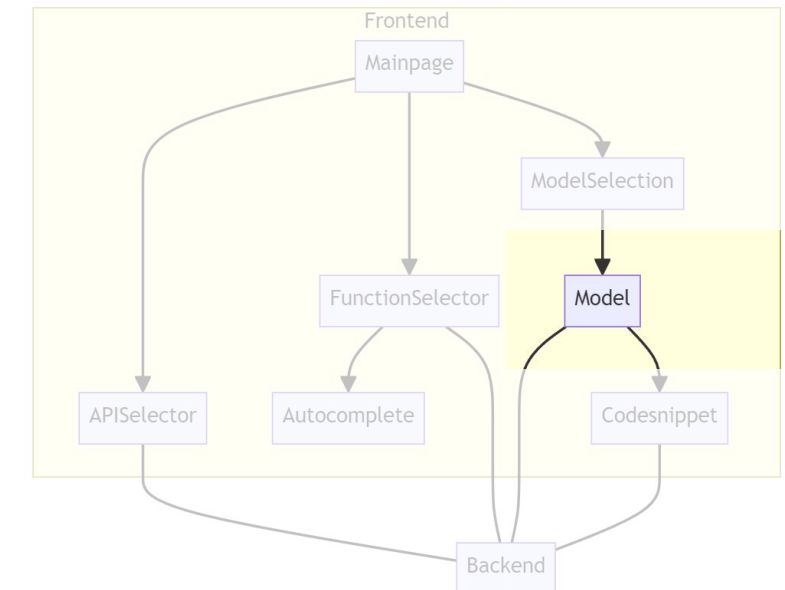 Frontend
Mainpage
ModelSelection
FunctionSelector
Model
APISelector
Autocomplete
Codesnippet
Backend